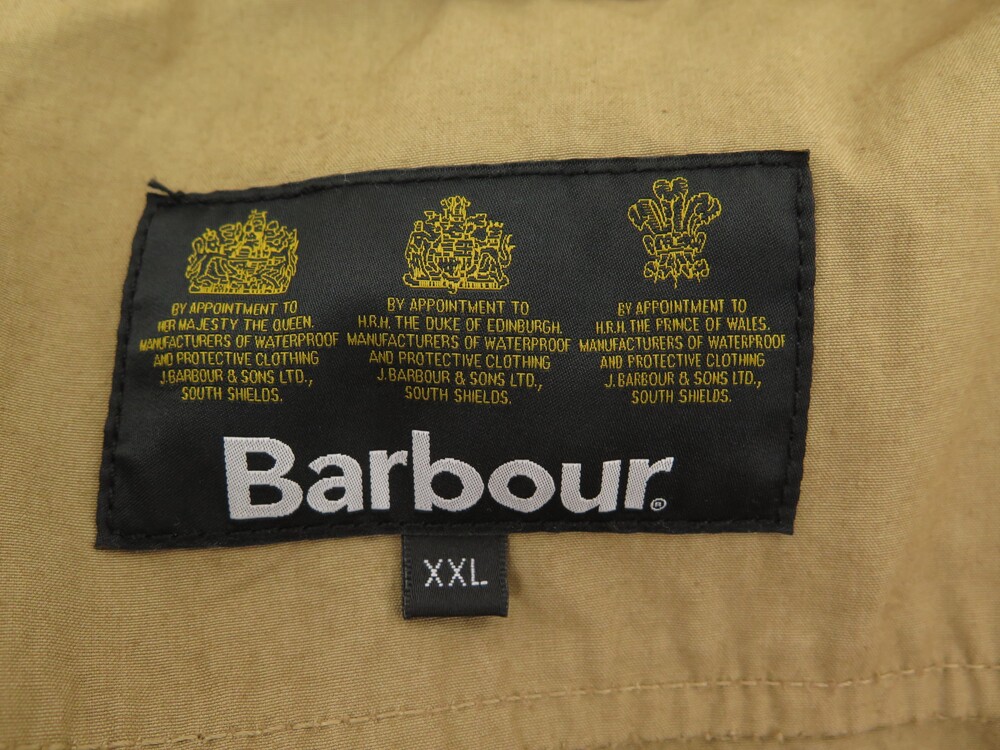 BY APPOINTMENT TO
HER MAJESTY THE QUEEN.
MANUFACTURERS OF WATERPROOF
AND PROTECTIVE CLOTHING
J.BARBOUR & SONS LTD.,
SOUTH SHIELDS.
BY APPOINTMENT TO
H.R.H. THE DUKE OF EDINBURGH.
MANUFACTURERS OF WATERPROOF
AND PROTECTIVE CLOTHING
J.BARBOUR & SONS LTD.,
SOUTH SHIELDS.
BY APPOINTMENT TO
H.R.H. THE PRINCE OF WALES.
MANUFACTURERS OF WATERPROOF
AND PROTECTIVE CLOTHING
J.BARBOUR & SONS LTD.,
SOUTH SHIELDS.
Barbour®
XXL